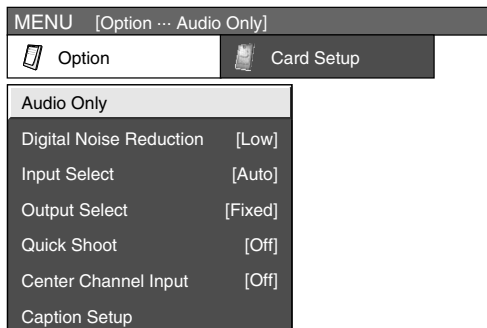 MENU [Option ··· Audio Only]
Option Card Setup
Audio Only
Digital Noise Reduction [Low]
Input Select [Auto]
Output Select [Fixed]
Quick Shoot [Off]
Center Channel Input [Off]
Caption Setup